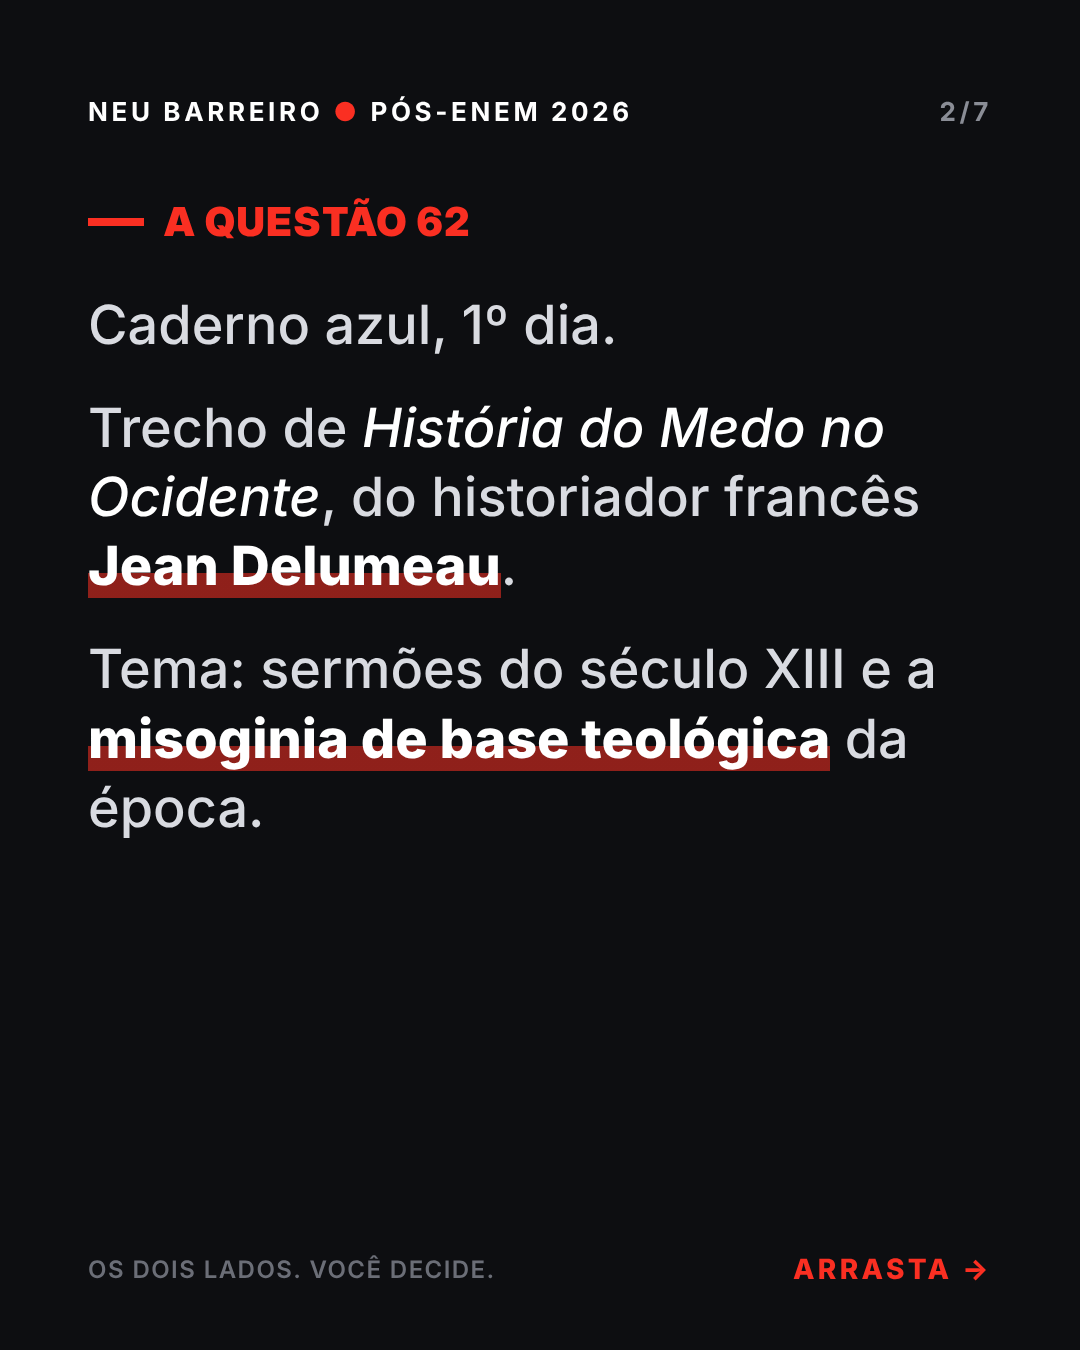 NEU BARREIRO ● PÓS-ENEM 2026
2/7
A QUESTÃO 62
Caderno azul, 1º dia.
Trecho de História do Medo no
Ocidente, do historiador francês
Jean Delumeau.
Tema: sermões do século XIII e a
misoginia de base teológica da
época.
OS DOIS LADOS. VOCÊ DECIDE.
ARRASTA →